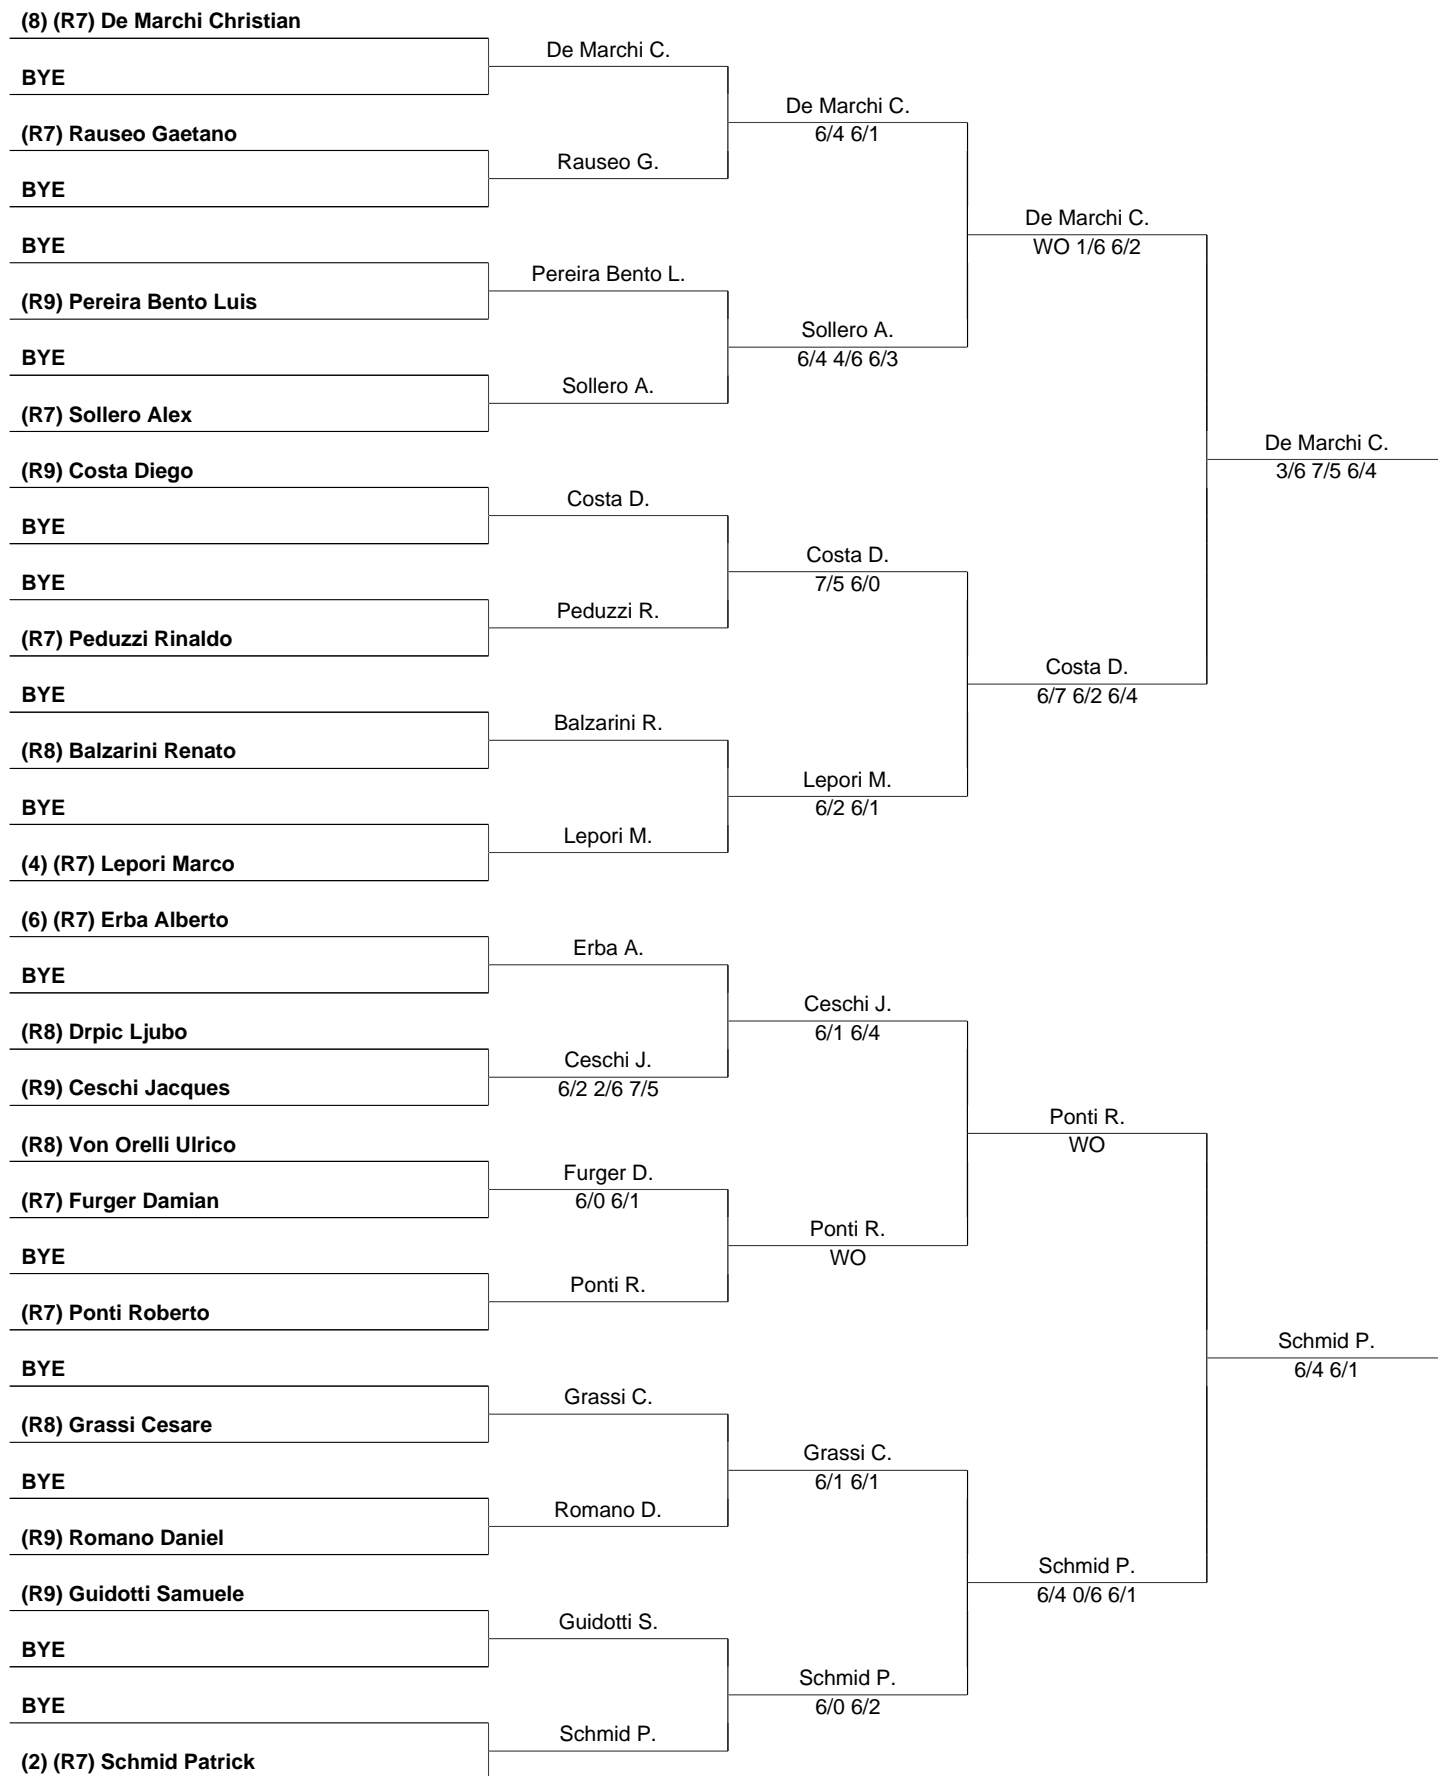 (8) (R7) De Marchi Christian
De Marchi C.
BYE
De Marchi C.
6/4 6/1
(R7) Rauseo Gaetano
Rauseo G.
BYE
De Marchi C.
WO 1/6 6/2
BYE
Pereira Bento L.
(R9) Pereira Bento Luis
Sollero A.
6/4 4/6 6/3
BYE
Sollero A.
(R7) Sollero Alex
De Marchi C.
3/6 7/5 6/4
(R9) Costa Diego
Costa D.
BYE
Costa D.
7/5 6/0
BYE
Peduzzi R.
(R7) Peduzzi Rinaldo
Costa D.
6/7 6/2 6/4
BYE
Balzarini R.
(R8) Balzarini Renato
Lepori M.
6/2 6/1
BYE
Lepori M.
(4) (R7) Lepori Marco
(6) (R7) Erba Alberto
Erba A.
BYE
Ceschi J.
6/1 6/4
(R8) Drpic Ljubo
Ceschi J.
6/2 2/6 7/5
(R9) Ceschi Jacques
Ponti R.
WO
(R8) Von Orelli Ulrico
Furger D.
6/0 6/1
(R7) Furger Damian
Ponti R.
WO
BYE
Ponti R.
(R7) Ponti Roberto
Schmid P.
6/4 6/1
BYE
Grassi C.
(R8) Grassi Cesare
Grassi C.
6/1 6/1
BYE
Romano D.
(R9) Romano Daniel
Schmid P.
6/4 0/6 6/1
(R9) Guidotti Samuele
Guidotti S.
BYE
Schmid P.
6/0 6/2
BYE
Schmid P.
(2) (R7) Schmid Patrick